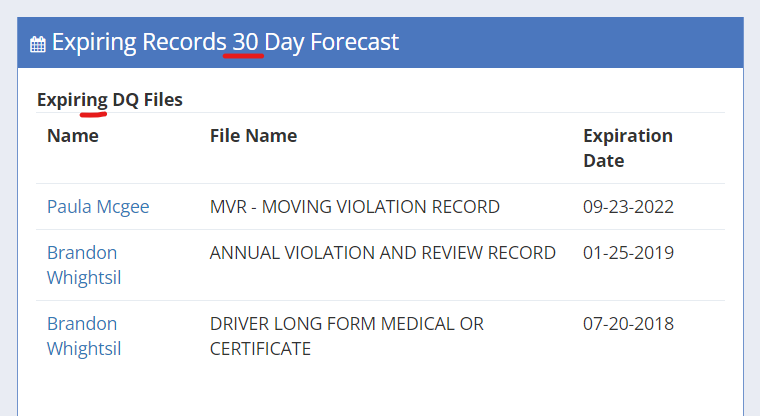 Expiring Records 30 Day Forecast
Expiring DQ Files
Name File Name Expiration
Date
Paula Mcgee MVR - MOVING VIOLATION RECORD 09-23-2022
Brandon ANNUAL VIOLATION AND REVIEW RECORD 01-25-2019
Whightsil
Brandon DRIVER LONG FORM MEDICAL OR 07-20-2018
Whightsil CERTIFICATE